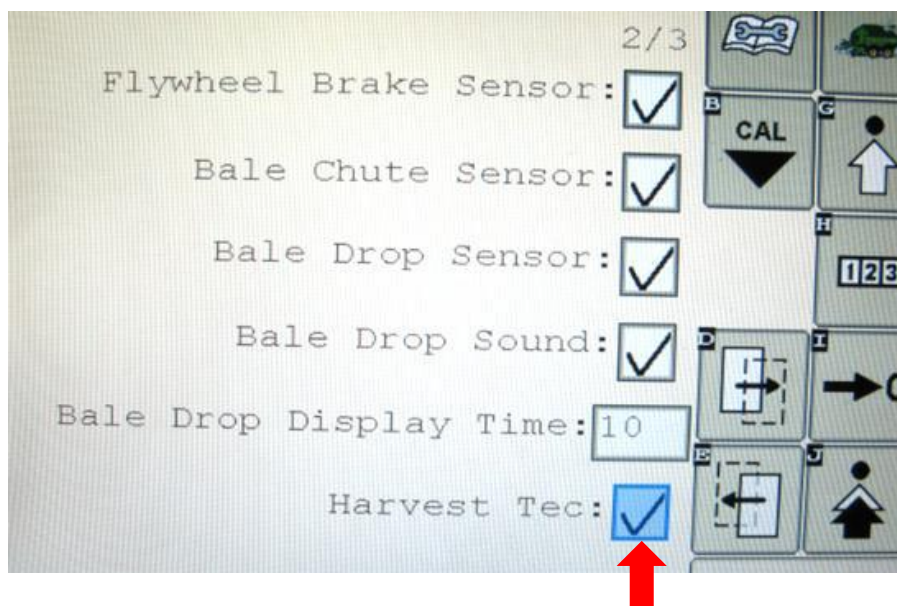 2/3
Flywheel Brake Sensor:
Bale Chute Sensor:
Bale Drop Sensor:
Bale Drop Sound:
Bale Drop Display Time: 10
Harvest Tec:
B
CAL
G
H
123
D
I
E
J